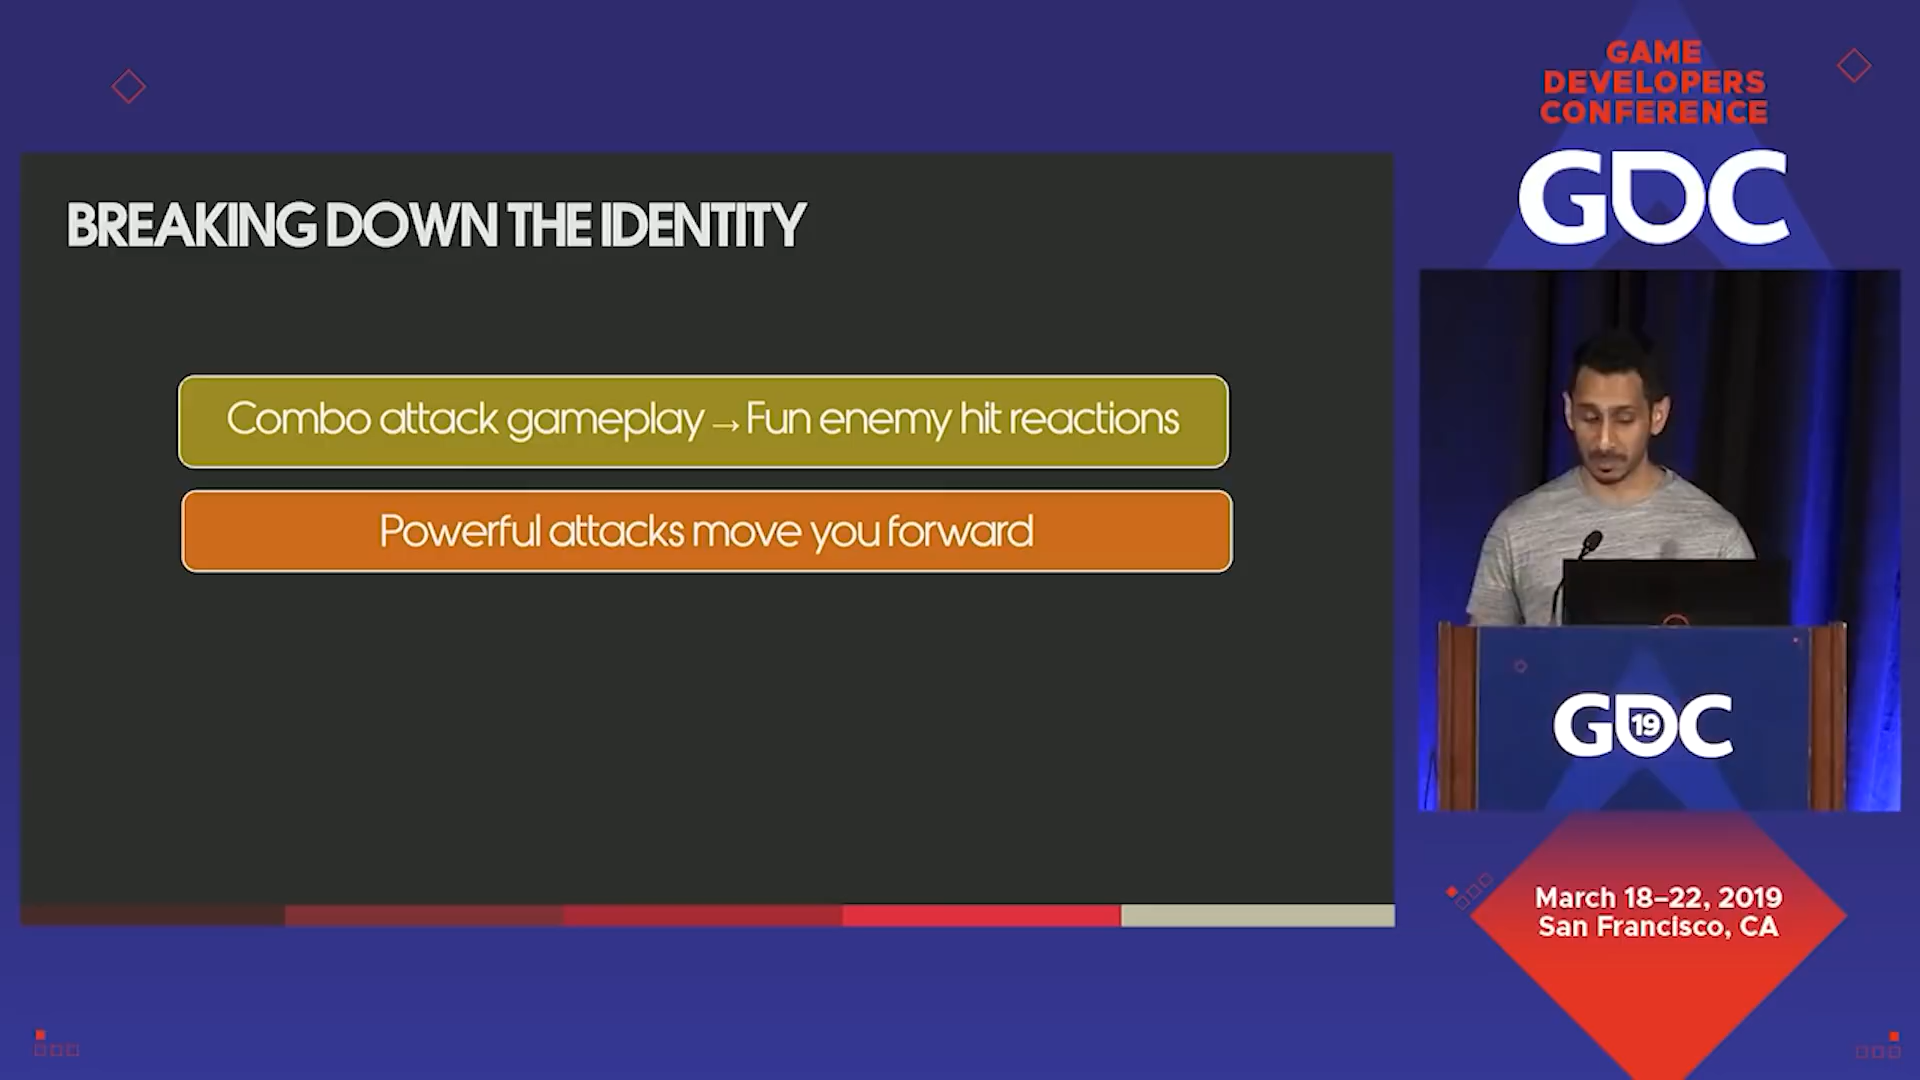 GAME
DEVELOPERS
CONFERENCE
GDC
BREAKING DOWN THE IDENTITY
Combo attack gameplay → Fun enemy hit reactions
Powerful attacks move you forward
GDC
19
March 18–22, 2019
San Francisco, CA